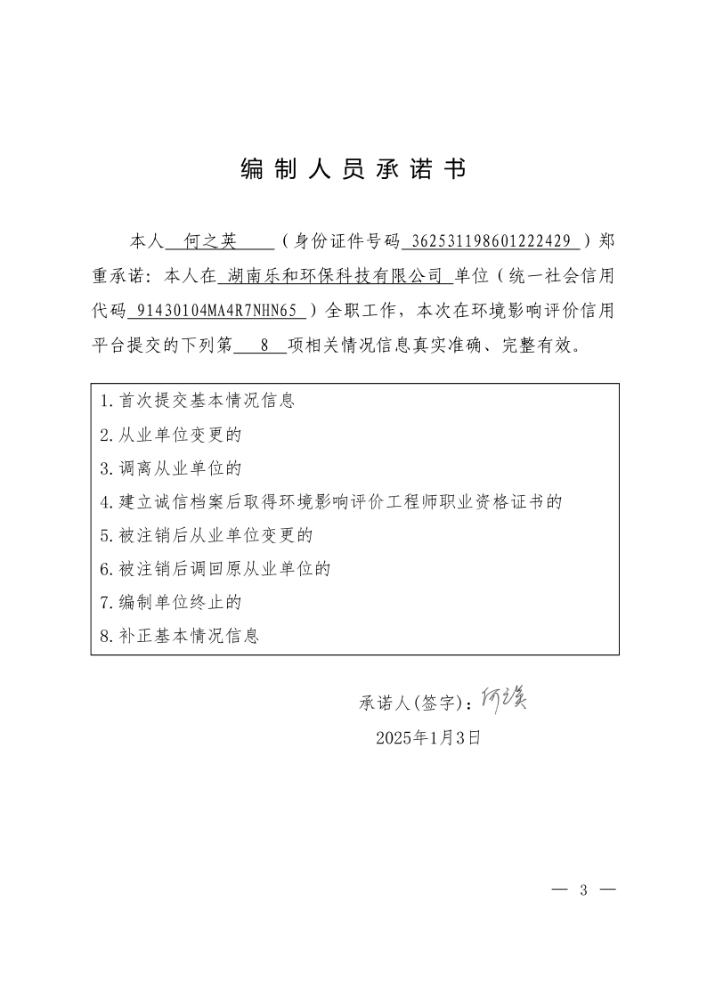 编制人员承诺书
本人 何之英 （身份证件号码 362531198601222429 ）郑
重承诺：本人在 湖南乐和环保科技有限公司 单位（统一社会信用
代码 91430104MA4R7NHN65 ）全职工作，本次在环境影响评价信用
平台提交的下列第 8 项相关情况信息真实准确、完整有效。
1.首次提交基本情况信息
2.从业单位变更的
3.调离从业单位的
4.建立诚信档案后取得环境影响评价工程师职业资格证书的
5.被注销后从业单位变更的
6.被注销后调回原从业单位的
7.编制单位终止的
8.补正基本情况信息
承诺人(签字)：何之英
2025年1月3日
— 3 —